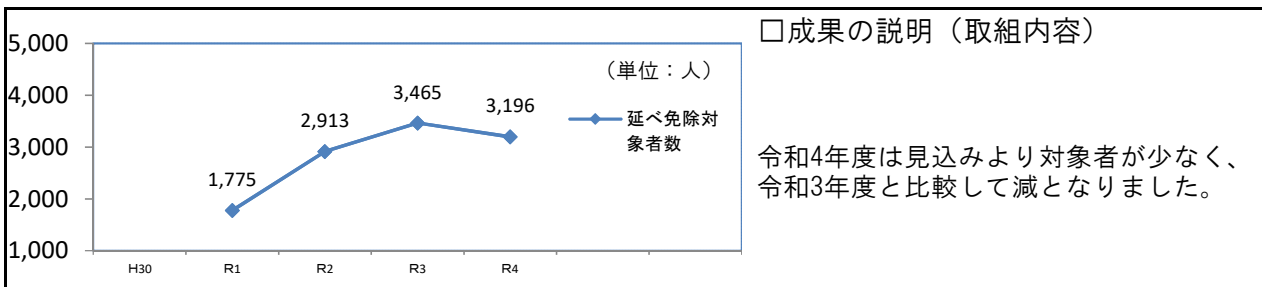 5,000
4,000
3,000
2,000
1,000
（単位：人）
1,775
2,913
3,465
3,196
延べ免除対
象者数
H30
R1
R2
R3
R4
□成果の説明（取組内容）
令和4年度は見込みより対象者が少なく、
令和3年度と比較して減となりました。